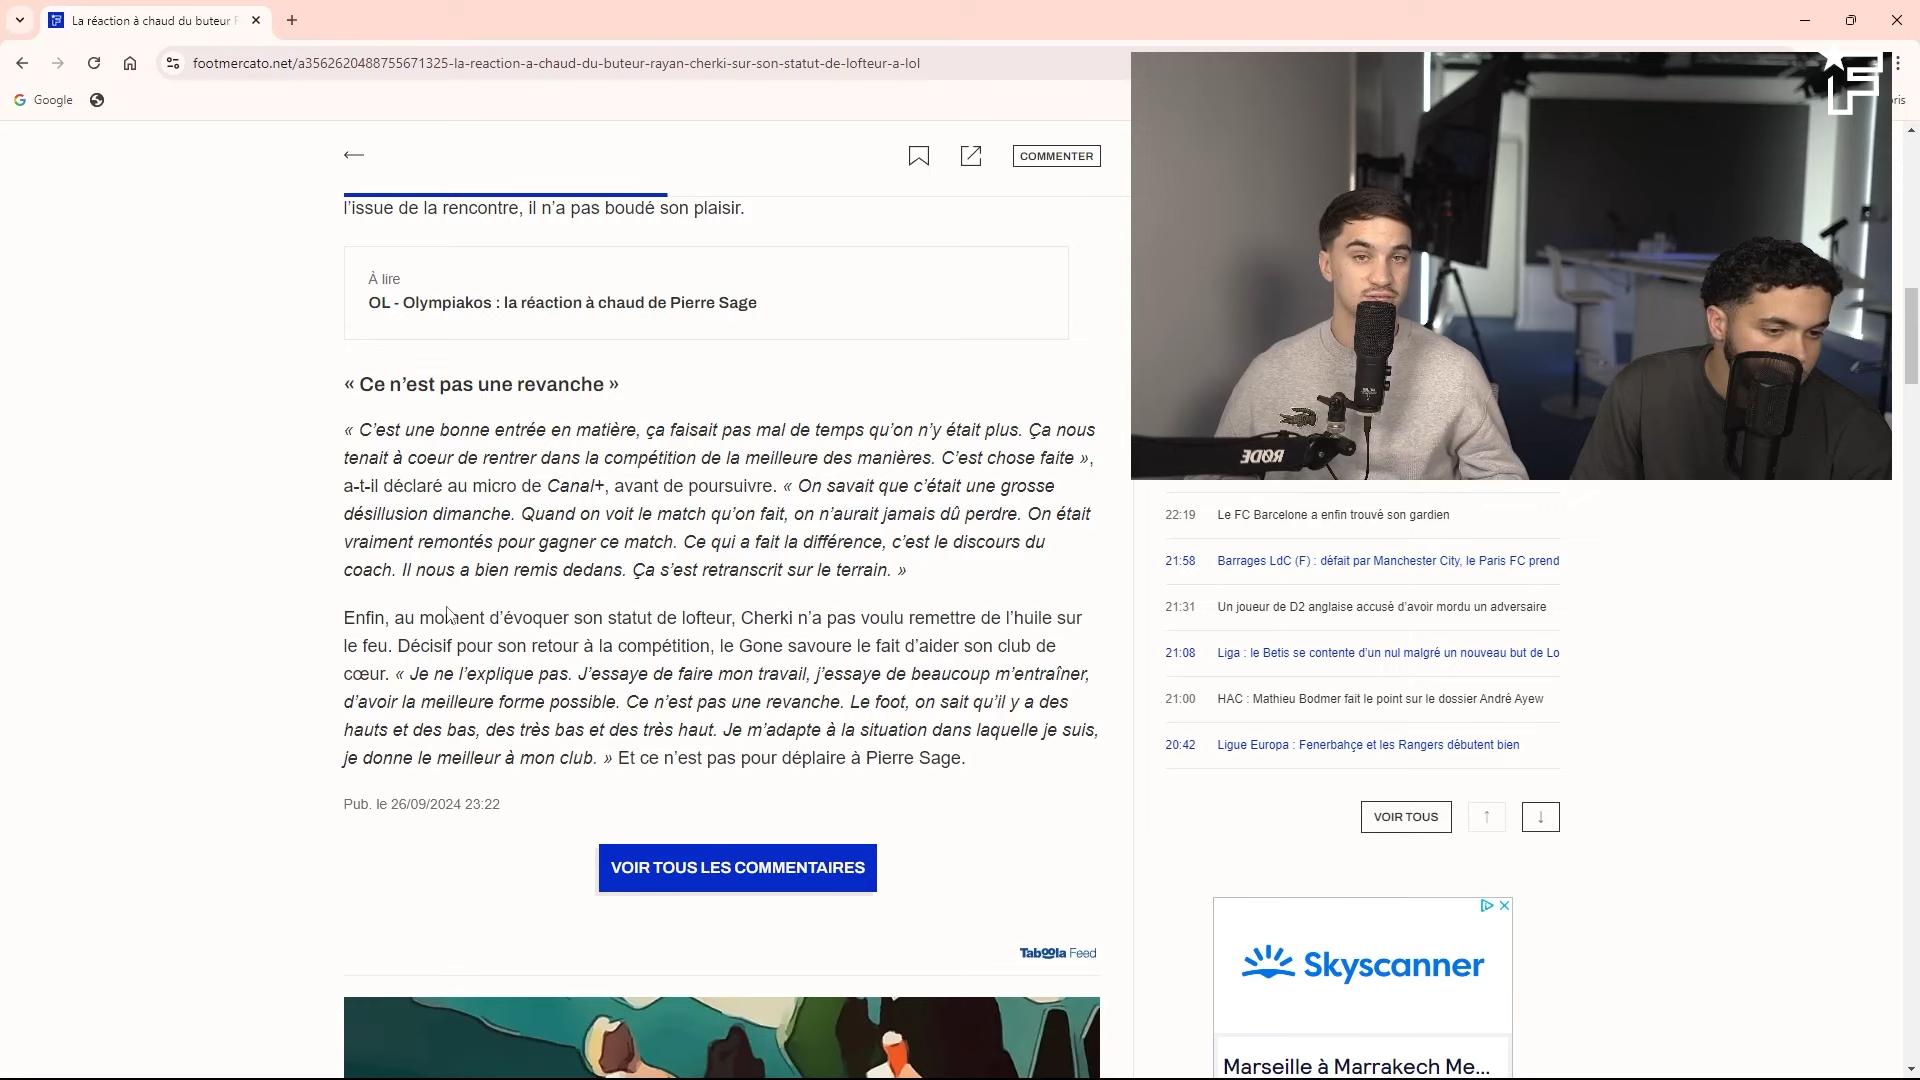 La réaction à chaud du buteur
footmercato.net/a3562620488755671325-la-reaction-a-chaud-du-buteur-rayan-cherki-sur-son-statut-de-lofteur-a-lol
Google
COMMENTER
l'issue de la rencontre, il n'a pas boudé son plaisir.
À lire
OL - Olympiakos : la réaction à chaud de Pierre Sage
« Ce n'est pas une revanche »
« C'est une bonne entrée en matière, ça faisait pas mal de temps qu'on n'y était plus. Ça nous
tenait à coeur de rentrer dans la compétition de la meilleure des manières. C'est chose faite »,
a-t-il déclaré au micro de Canal+, avant de poursuivre. « On savait que c'était une grosse
désillusion dimanche. Quand on voit le match qu'on fait, on n'aurait jamais dû perdre. On était
vraiment remontés pour gagner ce match. Ce qui a fait la différence, c'est le discours du
coach. Il nous a bien remis dedans. Ça s'est retranscrit sur le terrain. »
Enfin, au moment d'évoquer son statut de lofteur, Cherki n'a pas voulu remettre de l'huile sur
le feu. Décisif pour son retour à la compétition, le Gone savoure le fait d'aider son club de
cœur. « Je ne l'explique pas. J'essaye de faire mon travail, j'essaye de beaucoup m'entraîner,
d'avoir la meilleure forme possible. Ce n'est pas une revanche. Le foot, on sait qu'il y a des
hauts et des bas, des très bas et des très haut. Je m'adapte à la situation dans laquelle je suis,
je donne le meilleur à mon club. » Et ce n'est pas pour déplaire à Pierre Sage.
Pub. le 26/09/2024 23:22
VOIR TOUS LES COMMENTAIRES
Taboola Feed
RØDE
22:19 Le FC Barcelone a enfin trouvé son gardien
21:58 Barrages LdC (F) : défait par Manchester City, le Paris FC prend
21:31 Un joueur de D2 anglaise accusé d'avoir mordu un adversaire
21:08 Liga : le Betis se contente d'un nul malgré un nouveau but de Lo
21:00 HAC : Mathieu Bodmer fait le point sur le dossier André Ayew
20:42 Ligue Europa : Fenerbahçe et les Rangers débutent bien
VOIR TOUS
Skyscanner
Marseille à Marrakech Me...